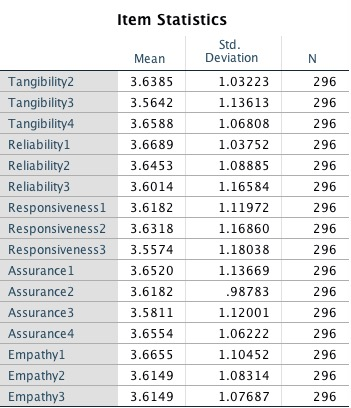 Item Statistics
Mean Std. Deviation N
Tangibility2 3.6385 1.03223 296
Tangibility3 3.5642 1.13613 296
Tangibility4 3.6588 1.06808 296
Reliability1 3.6689 1.03752 296
Reliability2 3.6453 1.08885 296
Reliability3 3.6014 1.16584 296
Responsiveness1 3.6182 1.11972 296
Responsiveness2 3.6318 1.16860 296
Responsiveness3 3.5574 1.18038 296
Assurance1 3.6520 1.13669 296
Assurance2 3.6182 .98783 296
Assurance3 3.5811 1.12001 296
Assurance4 3.6554 1.06222 296
Empathy1 3.6655 1.10452 296
Empathy2 3.6149 1.08314 296
Empathy3 3.6149 1.07687 296